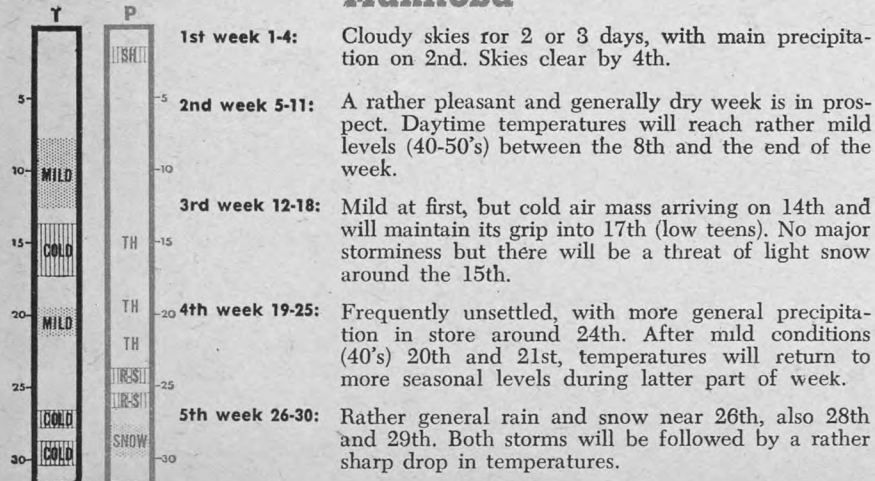 Manitoba
T P
1st week 1-4: Cloudy skies for 2 or 3 days, with main precipita-
tion on 2nd. Skies clear by 4th.
2nd week 5-11: A rather pleasant and generally dry week is in pros-
pect. Daytime temperatures will reach rather mild
levels (40-50's) between the 8th and the end of the
week.
3rd week 12-18: Mild at first, but cold air mass arriving on 14th and
will maintain its grip into 17th (low teens). No major
storminess but there will be a threat of light snow
around the 15th.
4th week 19-25: Frequently unsettled, with more general precipita-
tion in store around 24th. After mild conditions
(40's) 20th and 21st, temperatures will return to
more seasonal levels during latter part of week.
5th week 26-30: Rather general rain and snow near 26th, also 28th
and 29th. Both storms will be followed by a rather
sharp drop in temperatures.
SH
5- -5
10- MILD -10
15- COLD TH -15
TH
20- MILD -20
TH
R-S
25- -25
R-S
COLD
SNOW
30- COLD -30